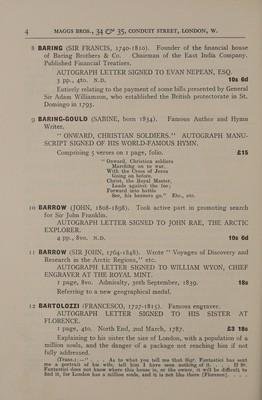 4 MAGGS BROS., 34 & 35, CONDUIT STREET, LONDON, W.
8 BARING (SIR FRANCIS, 1740-1810). Founder of the financial house
of Baring Brothers & Co. Chairman of the East India Company.
Published Financial Treatises.
AUTOGRAPH LETTER SIGNED TO EVAN NEPEAN, ESQ.
3 pp., 4to. N.D. 10s 6d
Entirely relating to the payment of some bills presented by General
Sir Adam Williamson, who established the British protectorate in St.
Domingo in 1793.
9 BARING-GOULD (SABINE, born 1834). Famous Author and Hymn
Writer.
" ONWARD, CHRISTIAN SOLDIERS." AUTOGRAPH MANU-
SCRIPT SIGNED OF HIS WORLD-FAMOUS HYMN.
Comprising 5 verses on 1 page, folio. £15
" Onward, Christian soldiers
Marching on to war,
With the Cross of Jesus
Going on before.
Christ, the Royal Master,
Leads against the foe;
Forward into battle
See, his banners go." Etc., etc.
10 BARROW (JOHN, 1808-1898). Took active part in promoting search
for Sir John Franklin.
AUTOGRAPH LETTER SIGNED TO JOHN RAE, THE ARCTIC
EXPLORER.
4 pp., 8vo. N.D. 10s 6d
11 BARROW (SIR JOHN, 1764-1848). Wrote " Voyages of Discovery and
Research in the Arctic Regions," etc.
AUTOGRAPH LETTER SIGNED TO WILLIAM WYON, CHIEF
ENGRAVER AT THE ROYAL MINT.
1 page, 8vo. Admiralty, 30th September, 1839. 18s
Referring to a new geographical medal.
12 BARTOLOZZI (FRANCESCO, 1727-1815). Famous engraver.
AUTOGRAPH LETTER SIGNED TO HIS SISTER AT
FLORENCE.
1 page, 4to. North End, 2nd March, 1787. £3 18s
Explaining to his sister the size of London, with a population of a
million souls, and the danger of a package not reaching him if not
fully addressed.
(Trans.) :—" . . . As to what you tell me that Sigr. Fentastici has sent
me a portrait of his wife, tell him I have seen nothing of it. . . . If Sr.
Fentastici does not know where this house is, or the owner, it will be difficult to
find it, for London has a million souls, and it is not like there [Florence]. . . .